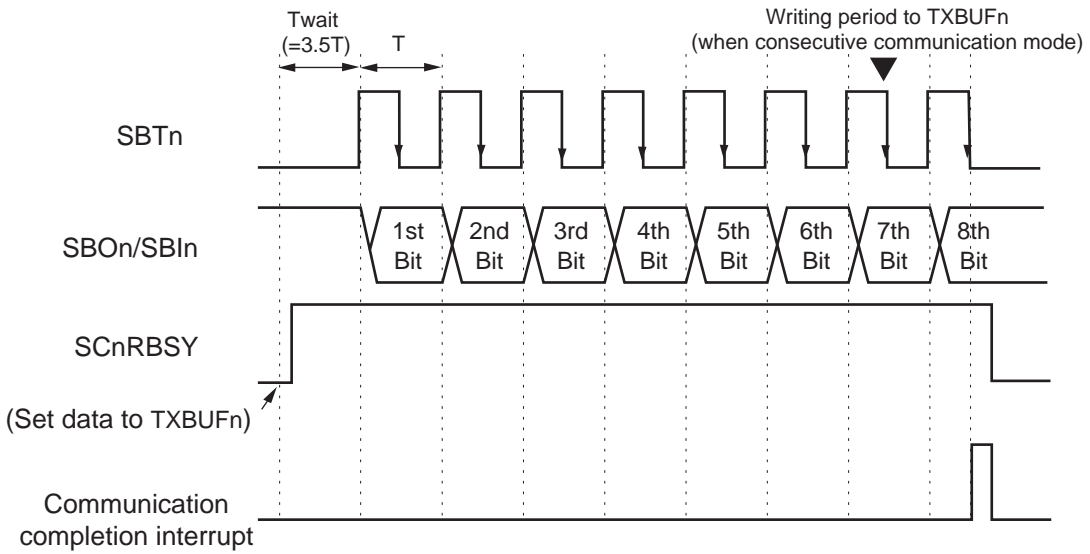 Twait
(=3.5T)
T
Writing period to TXBUFn
(when consecutive communication mode)
SBTn
SBOn/SBIn
1st
Bit
2nd
Bit
3rd
Bit
4th
Bit
5th
Bit
6th
Bit
7th
Bit
8th
Bit
SCnRBSY
(Set data to TXBUFn)
Communication
completion interrupt